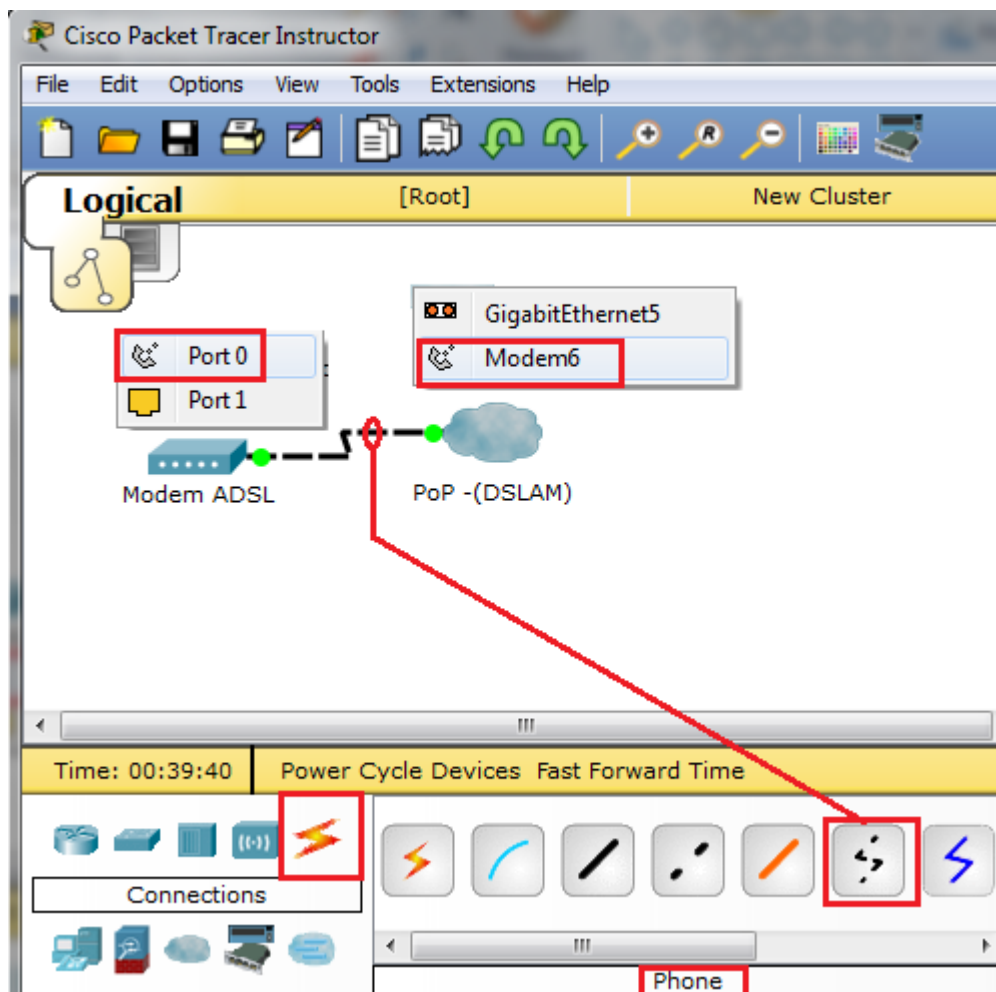 Cisco Packet Tracer Instructor
File Edit Options View Tools Extensions Help
Logical [Root] New Cluster
GigabitEthernet5
Modem6
Port 0
Port 1
Modem ADSL
PoP -(DSLAM)
Time: 00:39:40 Power Cycle Devices Fast Forward Time
Connections
Phone